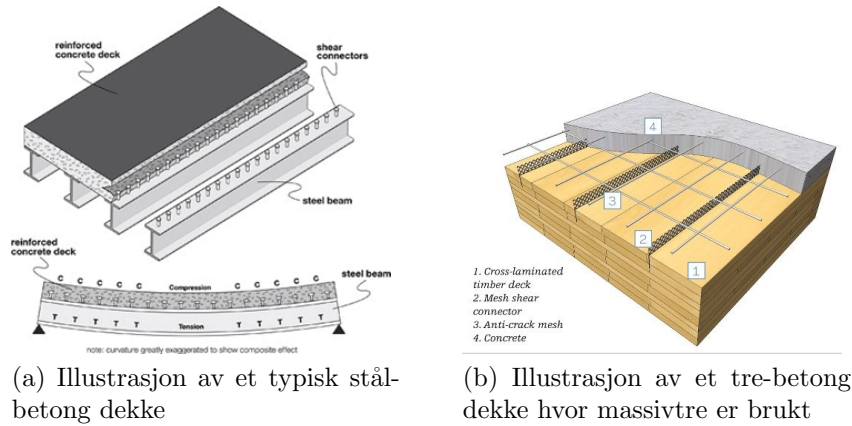 reinforced
concrete deck
shear
connectors
steel beam
reinforced
concrete deck
steel beam
C C C C C C C C C C
Compression
T T T T T T T T T T
Tension
note: curvature greatly exaggerated to show composite effect
(a) Illustrasjon av et typisk stål-
betong dekke
4
3
2
1
1. Cross-laminated
timber deck
2. Mesh shear
connector
3. Anti-crack mesh
4. Concrete
(b) Illustrasjon av et tre-betong
dekke hvor massivtre er brukt